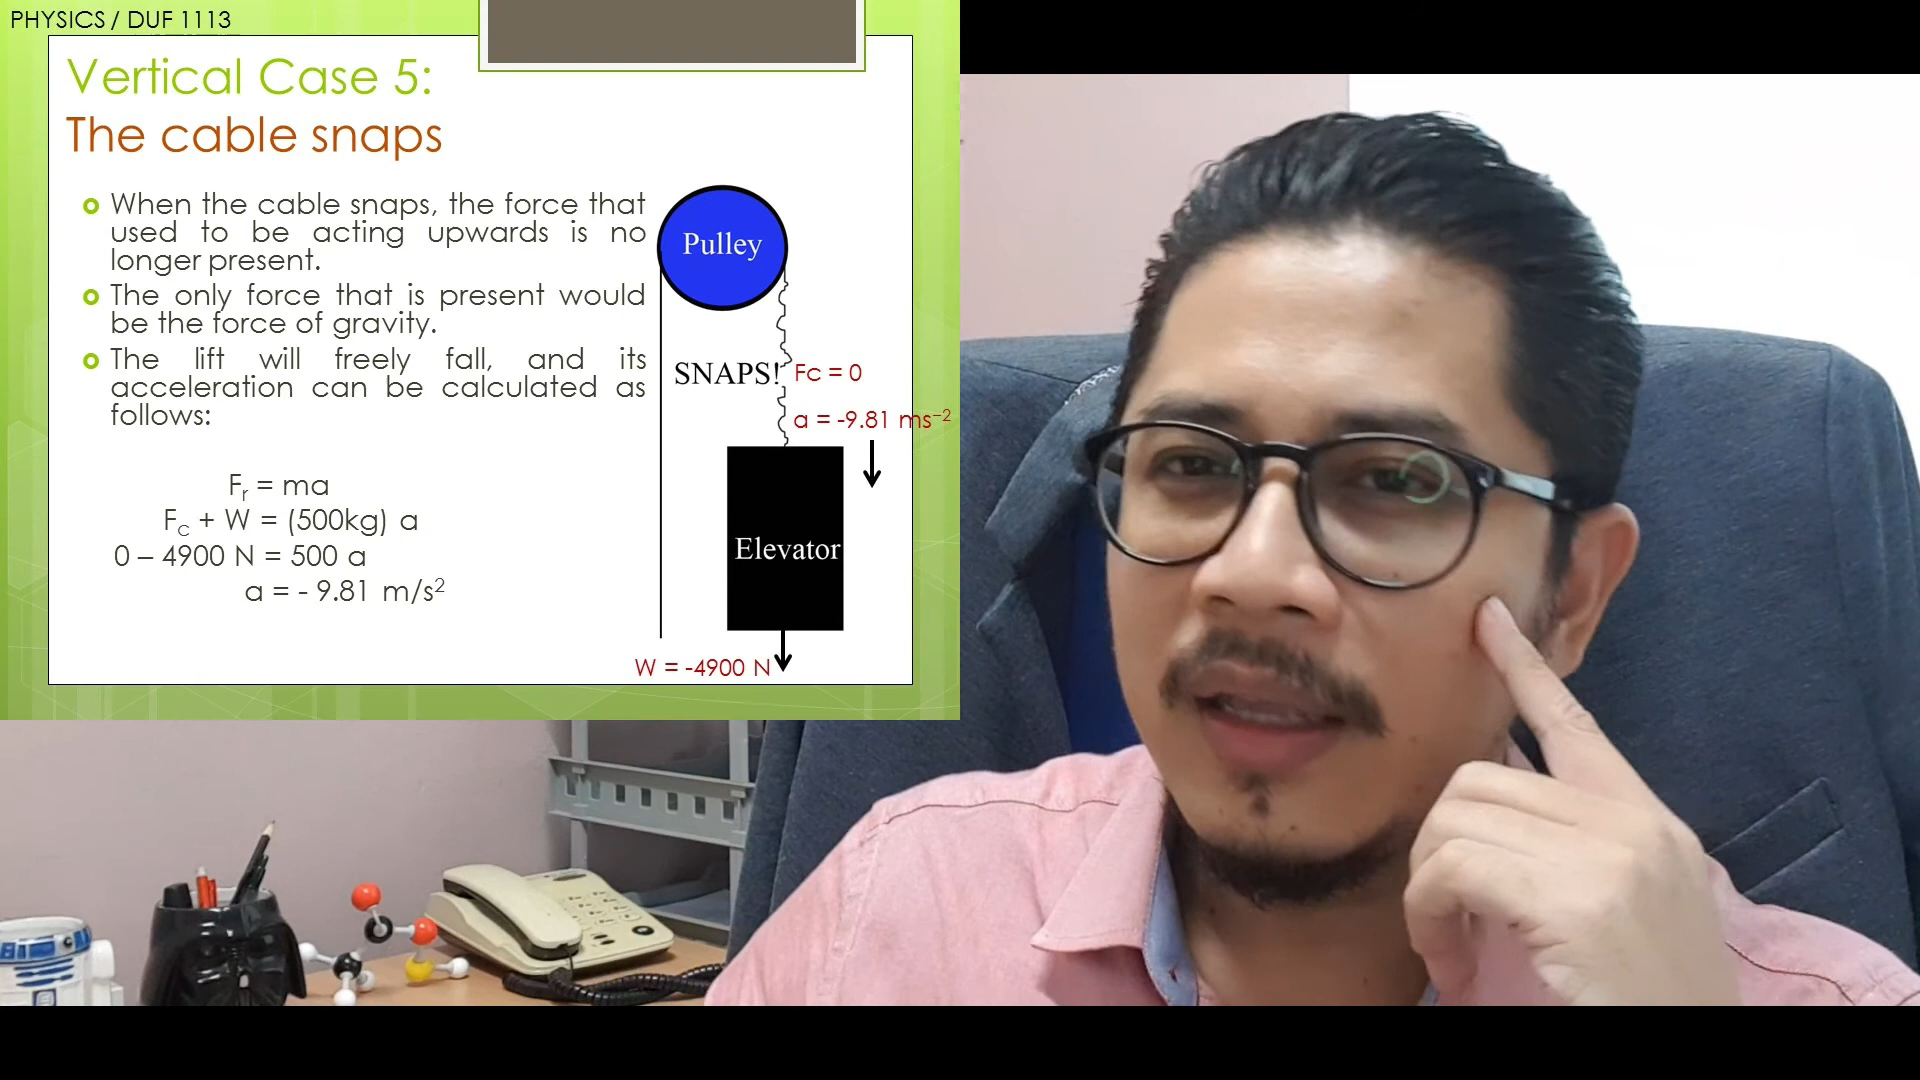 PHYSICS / DUF 1113
Vertical Case 5:
The cable snaps
When the cable snaps, the force that
used to be acting upwards is no
longer present.
The only force that is present would
be the force of gravity.
The lift will freely fall, and its
acceleration can be calculated as
follows:
Fr = ma
Fc + W = (500kg) a
0 – 4900 N = 500 a
a = - 9.81 m/s²
Pulley
SNAPS!
Fc = 0
a = -9.81 ms⁻²
Elevator
W = -4900 N